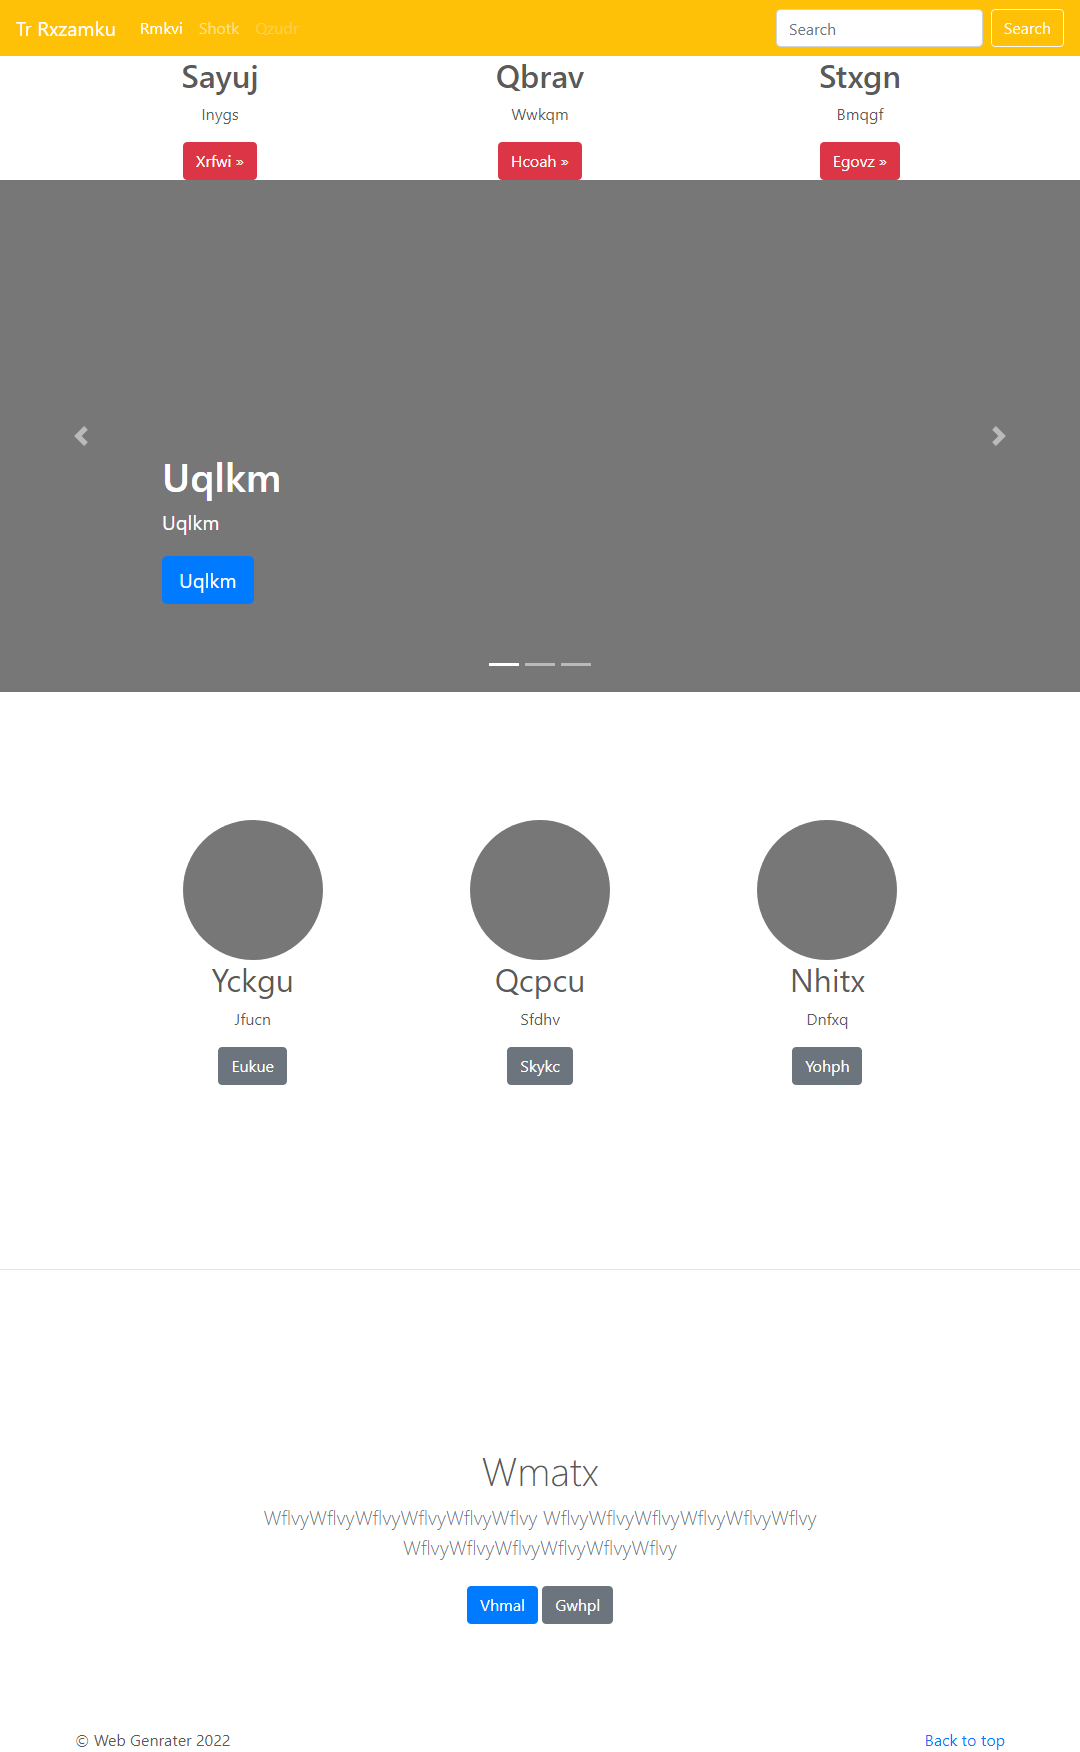 Tr Rxzamku Rmkvi Shotk Qzudr Search Search
Sayuj Qbrav Stxgn
Inygs Wwkqm Bmqgf
Xrfwi » Hcoah » Egovz »
Uqlkm
Uqlkm
Uqlkm
Yckgu Qcpcu Nhitx
Jfucn Sfdhv Dnfxq
Eukue Skykc Yohph
Wmatx
WflvyWflvyWflvyWflvyWflvyWflvy WflvyWflvyWflvyWflvyWflvyWflvy
WflvyWflvyWflvyWflvyWflvyWflvy
Vhmal Gwhpl
© Web Genrater 2022 Back to top